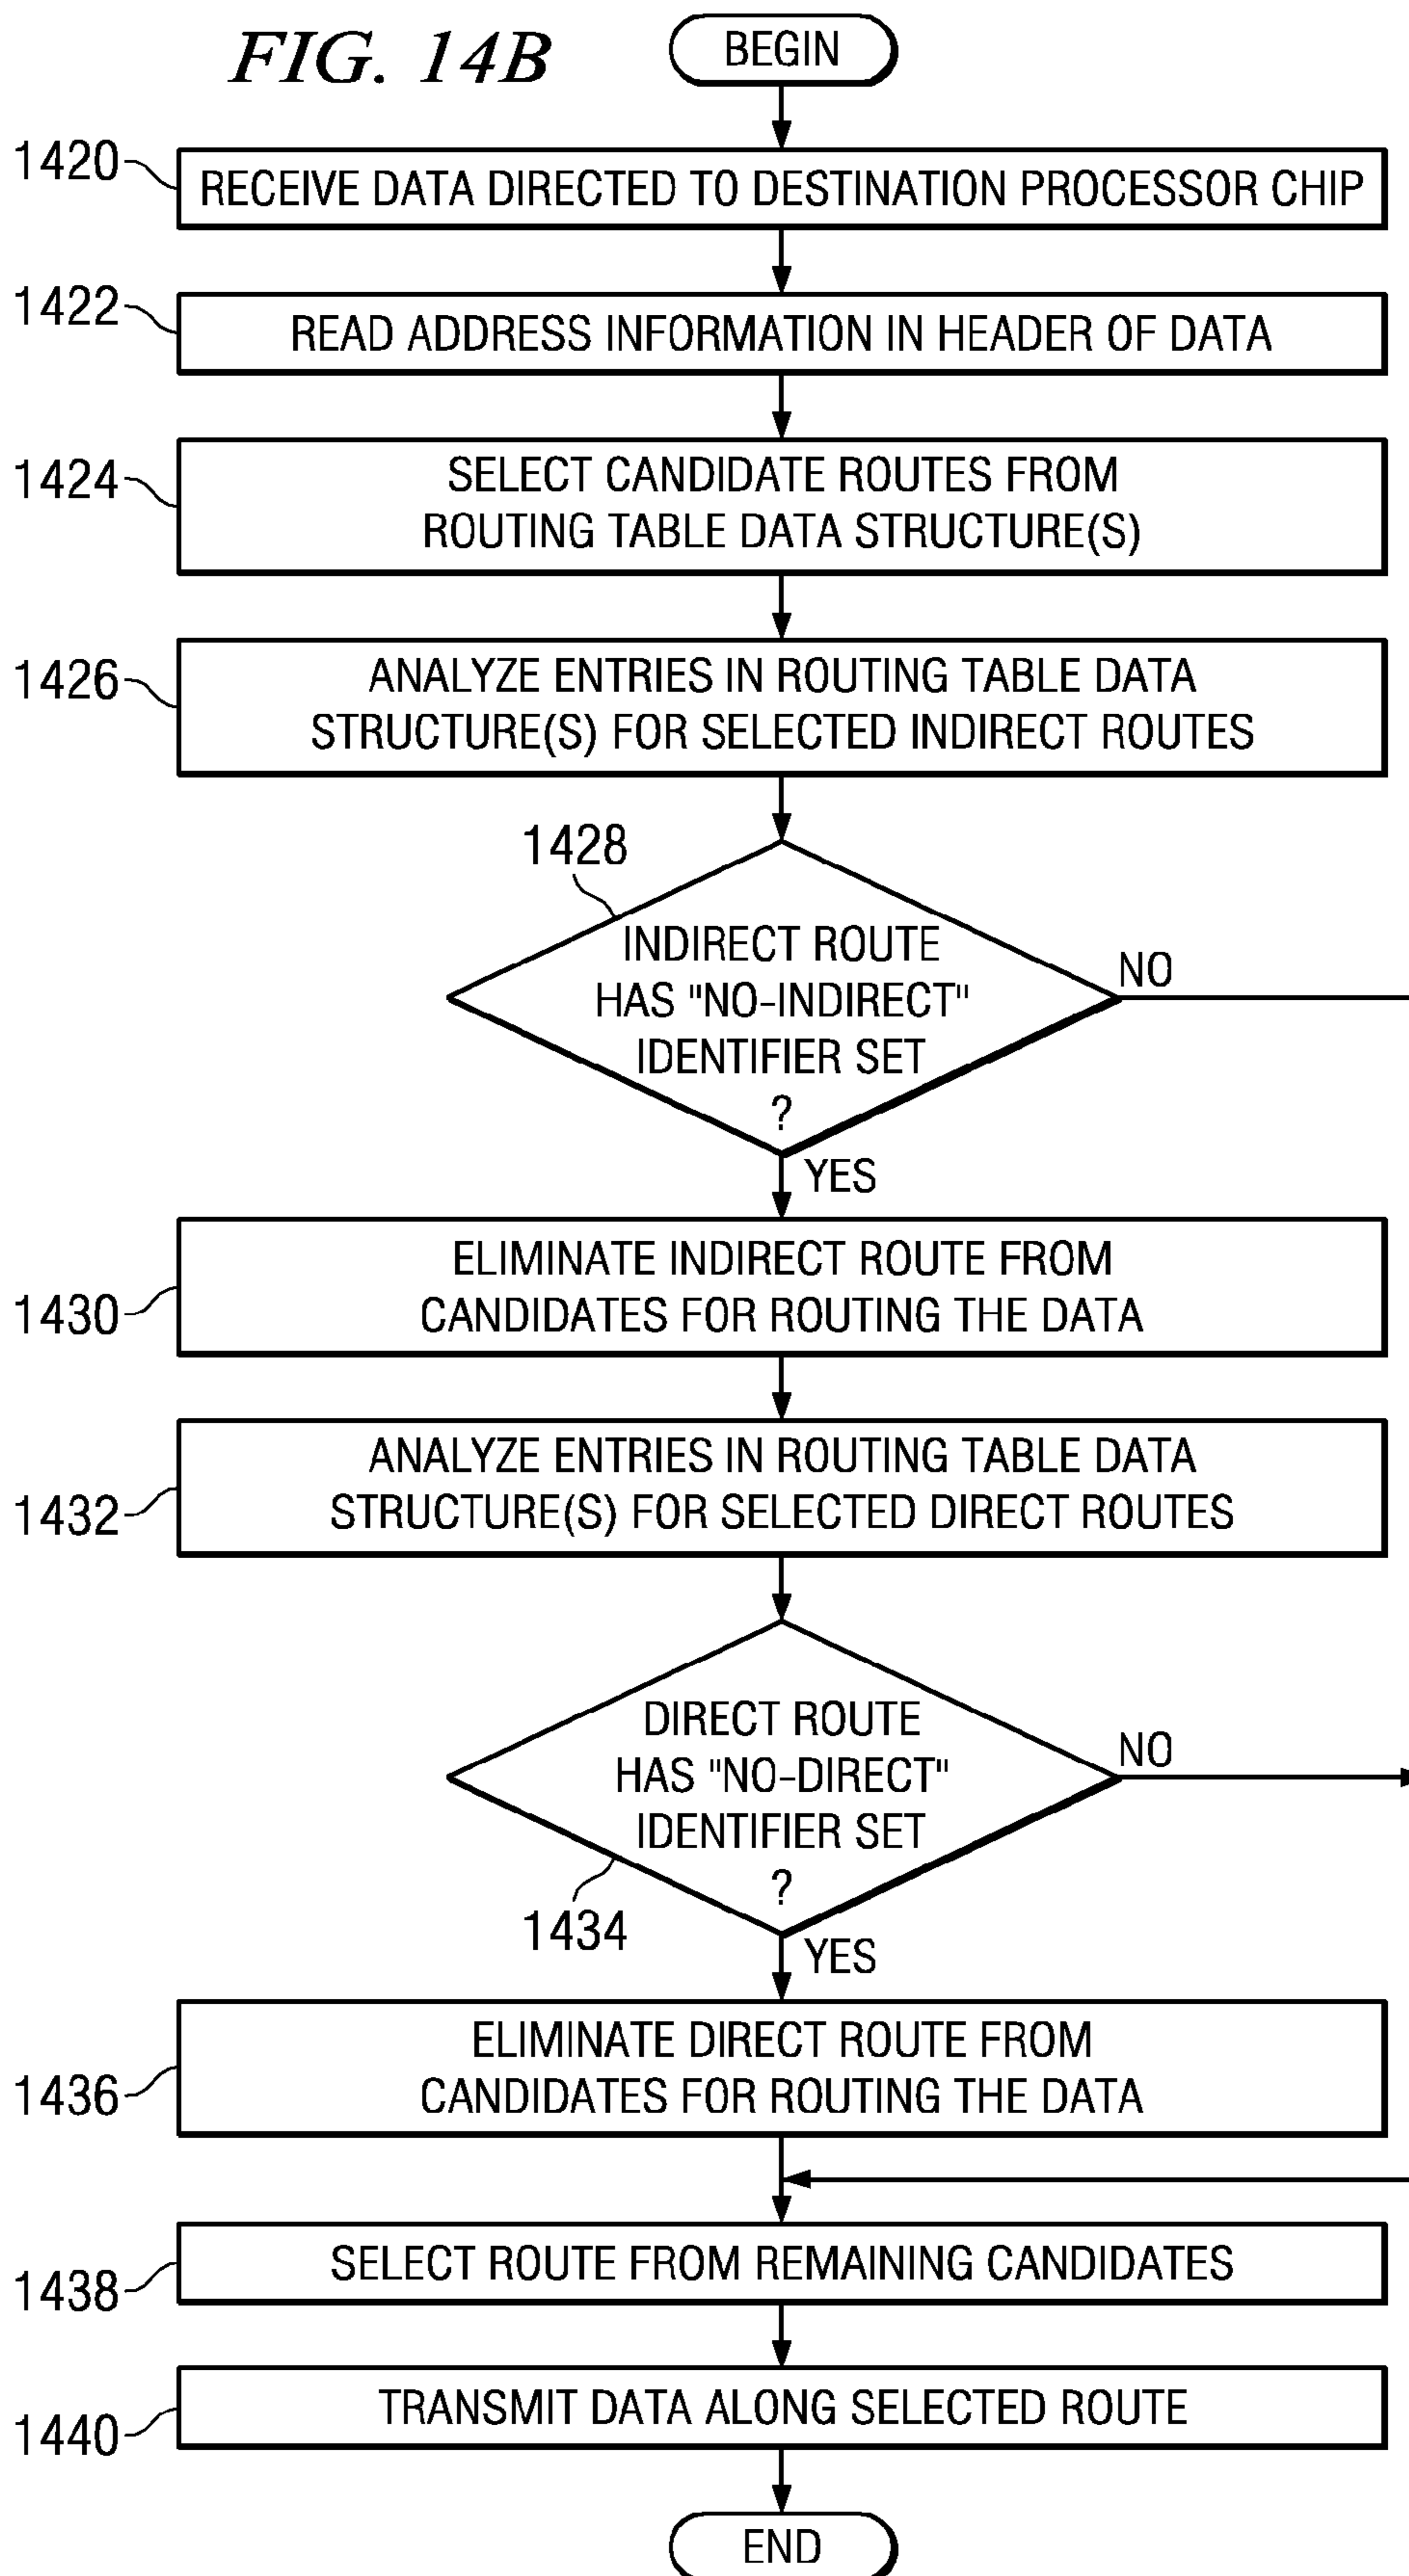 FIG. 14B
BEGIN
1420
RECEIVE DATA DIRECTED TO DESTINATION PROCESSOR CHIP
1422
READ ADDRESS INFORMATION IN HEADER OF DATA
1424
SELECT CANDIDATE ROUTES FROM
ROUTING TABLE DATA STRUCTURE(S)
1426
ANALYZE ENTRIES IN ROUTING TABLE DATA
STRUCTURE(S) FOR SELECTED INDIRECT ROUTES
1428
INDIRECT ROUTE
HAS "NO-INDIRECT"
IDENTIFIER SET
?
NO
YES
1430
ELIMINATE INDIRECT ROUTE FROM
CANDIDATES FOR ROUTING THE DATA
1432
ANALYZE ENTRIES IN ROUTING TABLE DATA
STRUCTURE(S) FOR SELECTED DIRECT ROUTES
DIRECT ROUTE
HAS "NO-DIRECT"
IDENTIFIER SET
?
NO
1434
YES
1436
ELIMINATE DIRECT ROUTE FROM
CANDIDATES FOR ROUTING THE DATA
1438
SELECT ROUTE FROM REMAINING CANDIDATES
1440
TRANSMIT DATA ALONG SELECTED ROUTE
END